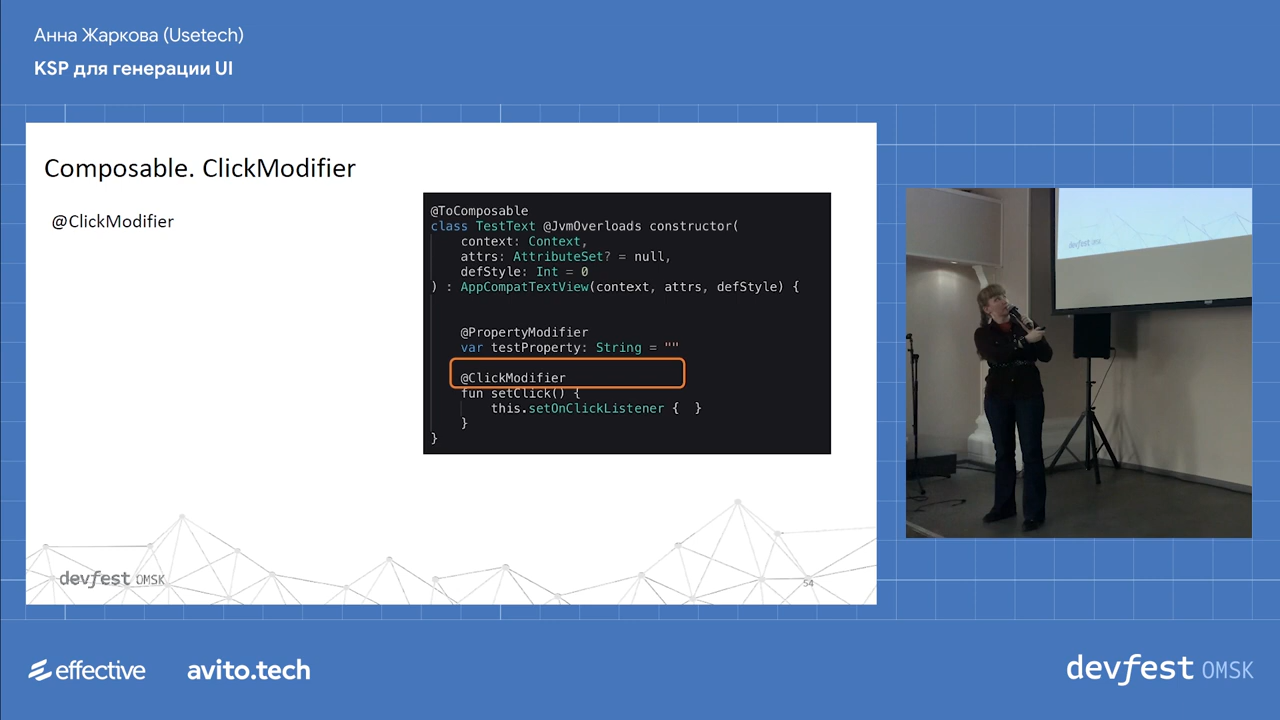 Анна Жаркова (Usetech)
KSP для генерации UI
Composable. ClickModifier
@ClickModifier
@ToComposable
class TestText @JvmOverloads constructor(
context: Context,
attrs: AttributeSet? = null,
defStyle: Int = 0
) : AppCompatTextView(context, attrs, defStyle) {
@PropertyModifier
var testProperty: String = ""
@ClickModifier
fun setClick() {
this.setOnClickListener { }
}
}
devfest OMSK
54
devfest OMSK
effective
avito.tech
devfest OMSK